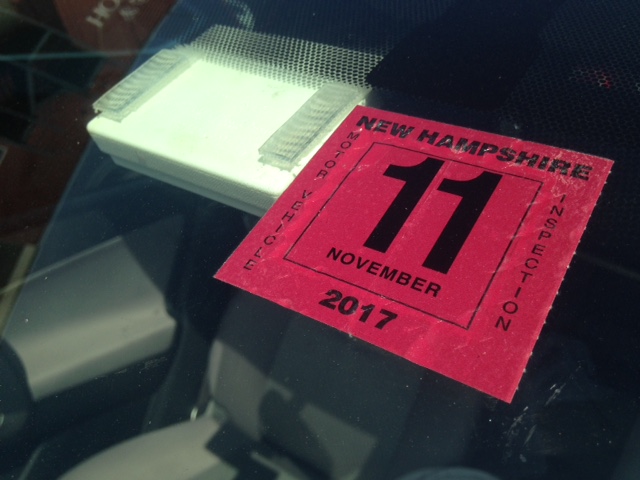 NEW HAMPSHIRE
MOTOR VEHICLE
11
INSPECTION
NOVEMBER
2017